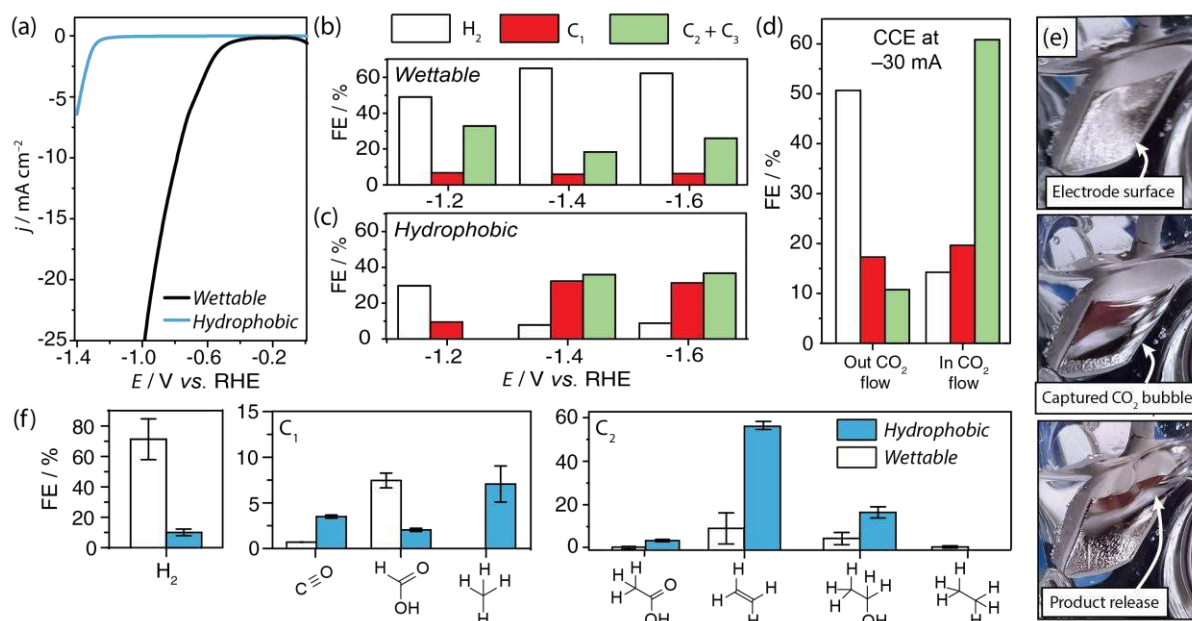 (a)
0
-5
-10
-15
-20
-25
j / mA cm⁻²
Wettable
Hydrophobic
-1.4 -1.0 -0.6 -0.2
E / V vs. RHE
(b)
H₂ C₁ C₂ + C₃
Wettable
60
40
20
0
FE / %
-1.2 -1.4 -1.6
(c)
Hydrophobic
60
40
20
0
FE / %
-1.2 -1.4 -1.6
E / V vs. RHE
(d)
CCE at
–30 mA
60
50
40
30
20
10
0
FE / %
Out CO₂ In CO₂
flow flow
(e)
Electrode surface
Captured CO₂ bubble
Product release
(f)
80
60
40
20
0
FE / %
H₂
C₁
15
10
5
0
C O
H O
OH
H
H H
H
C₂
60
40
20
0
Hydrophobic
Wettable
H
H O
H OH
H H
H H
H H H
H H
OH
H H H
H H H